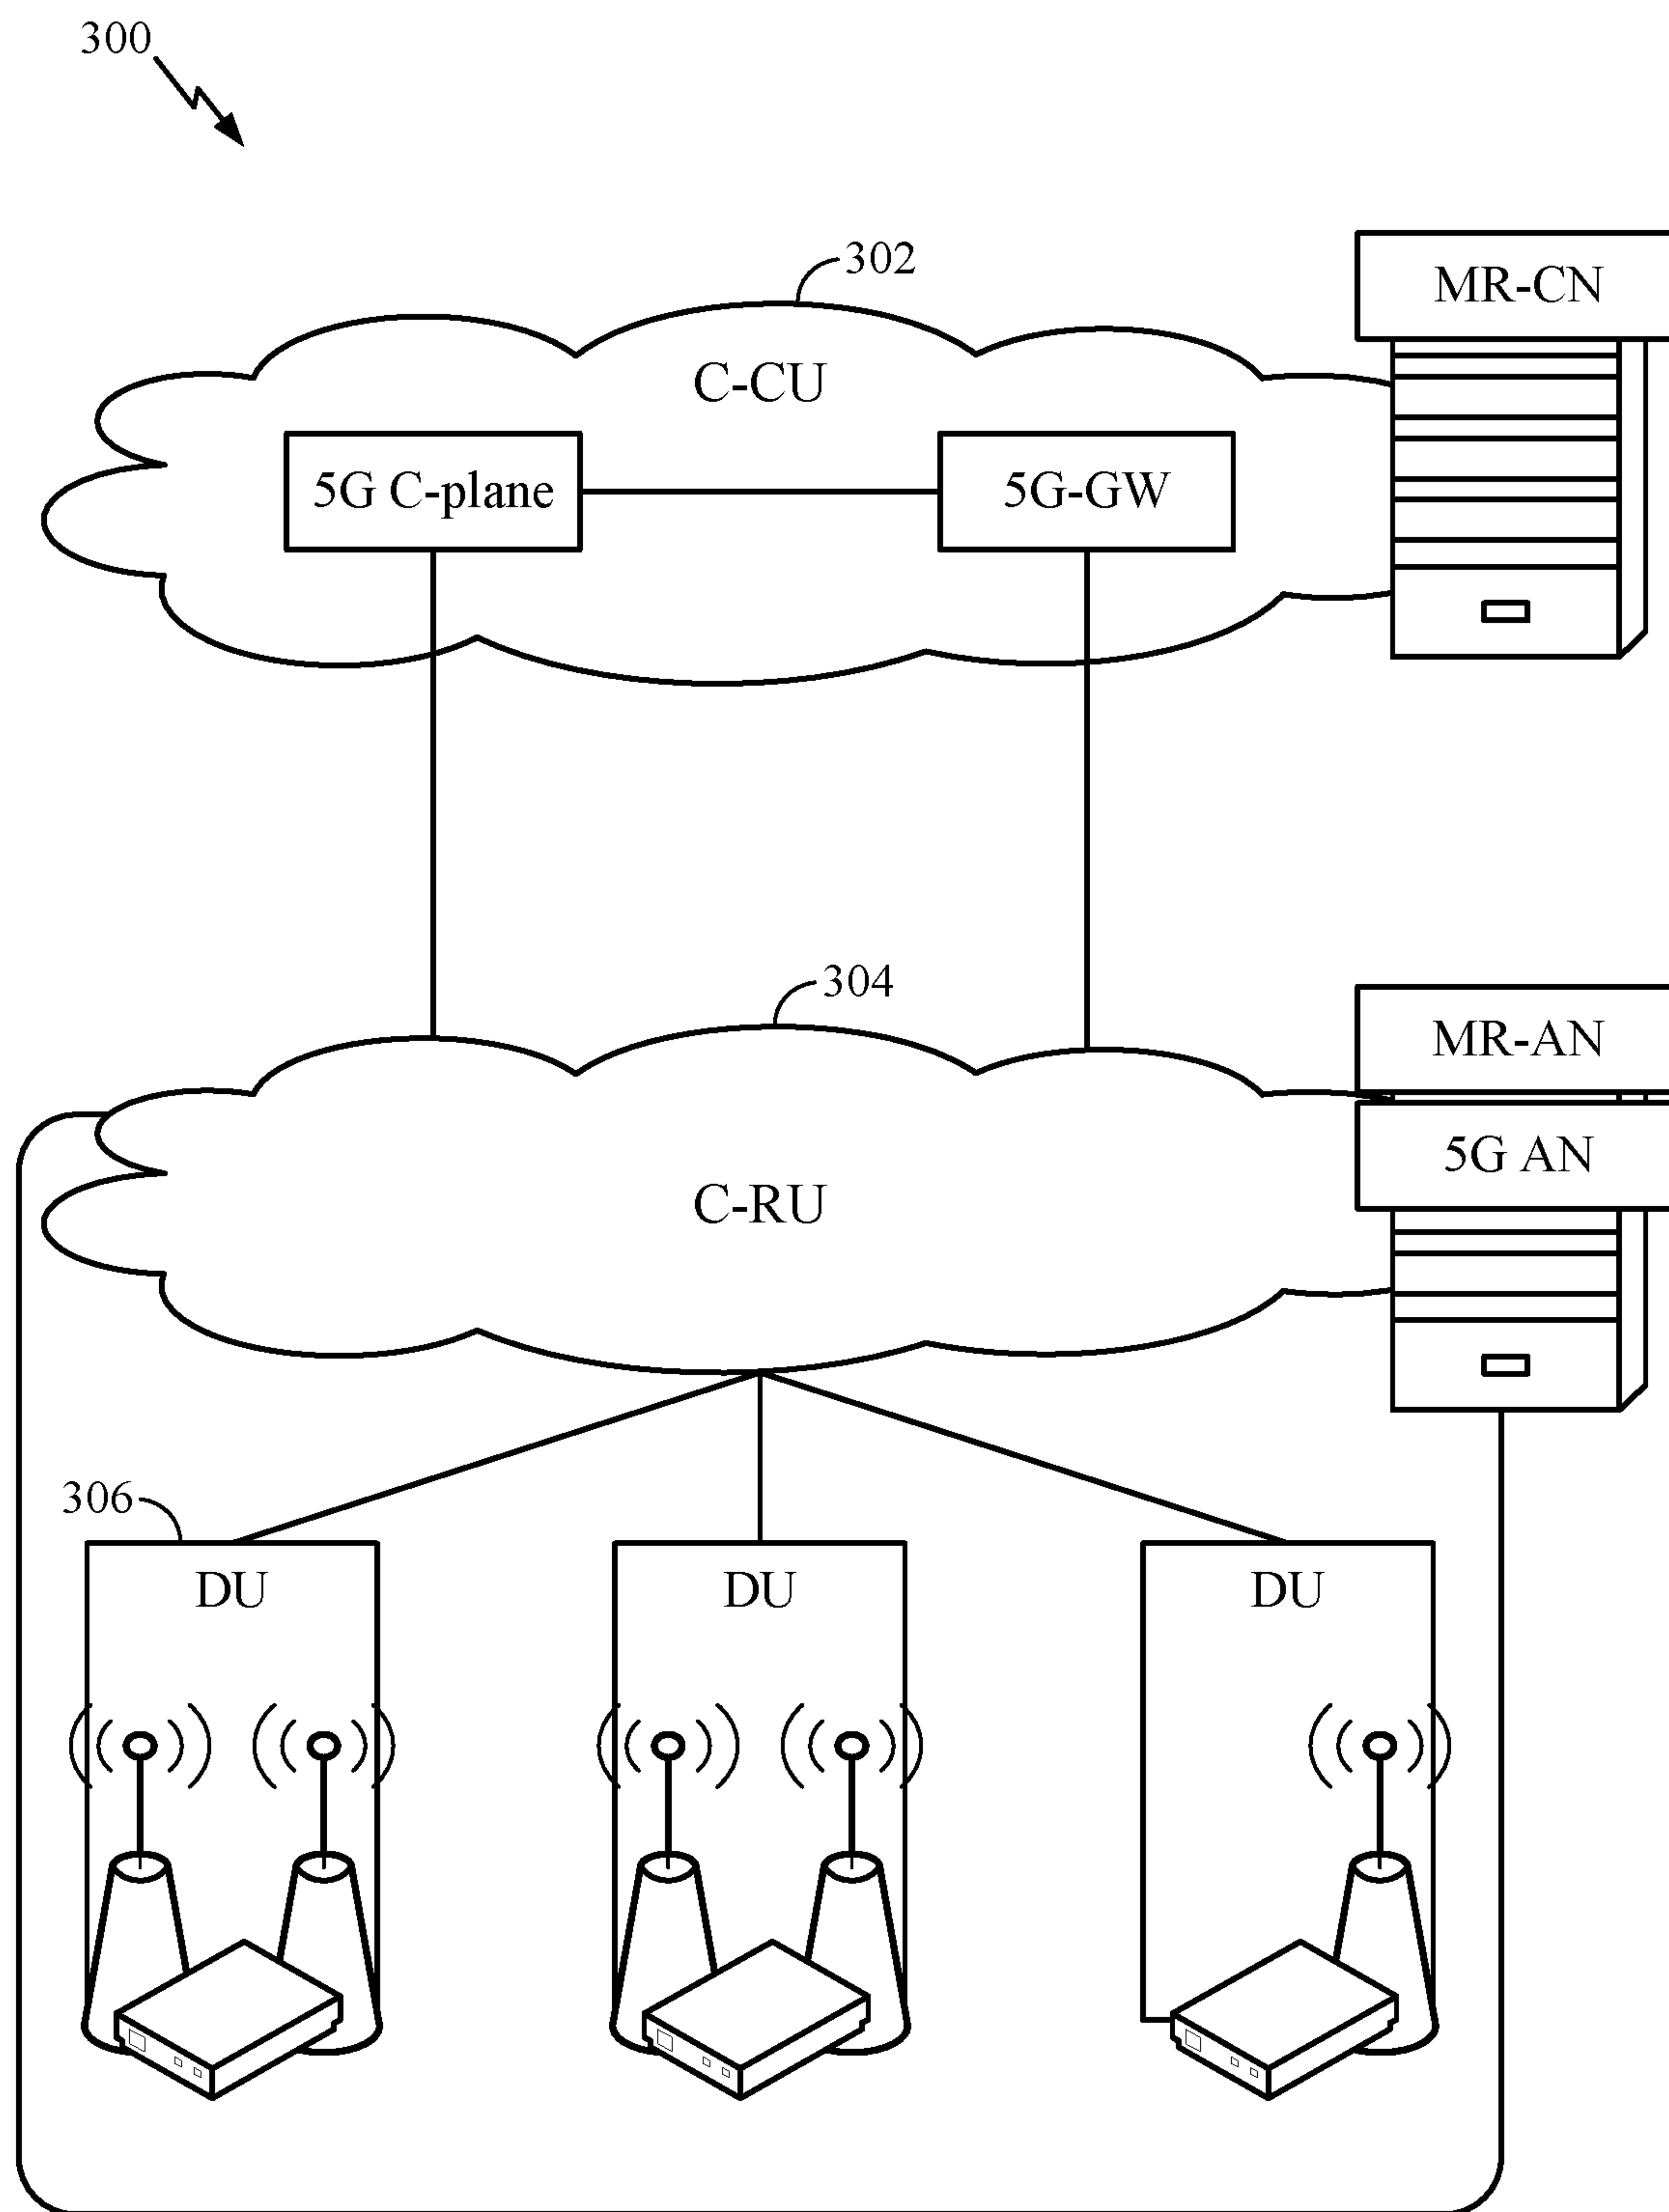 300
302
MR-CN
C-CU
5G C-plane
5G-GW
304
MR-AN
5G AN
C-RU
306
DU
DU
DU